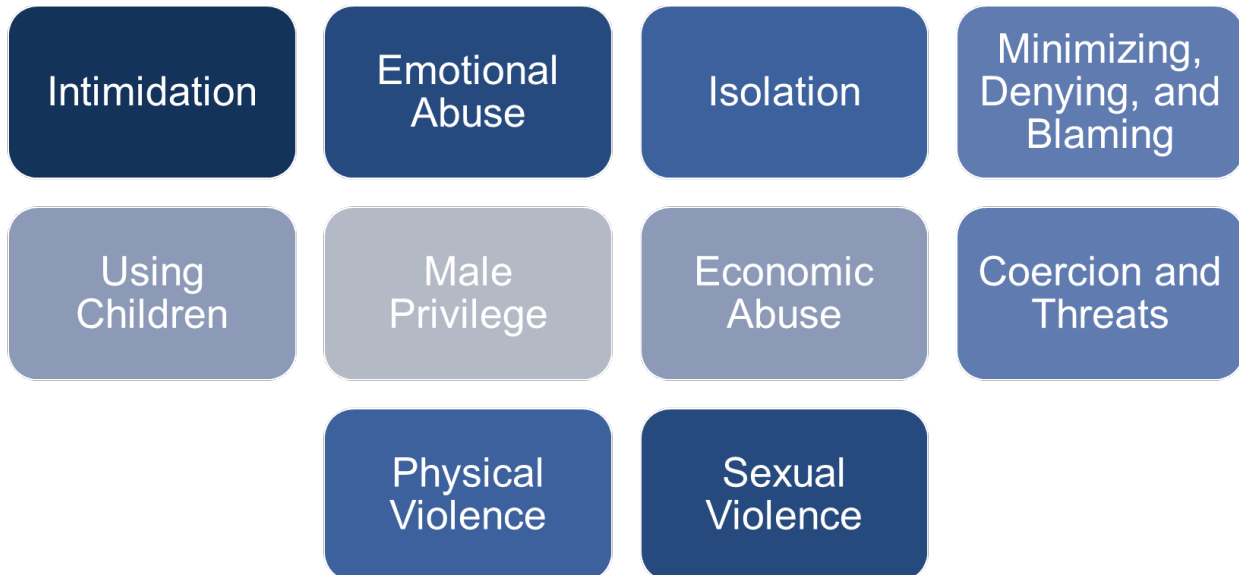 Intimidation
Emotional
Abuse
Isolation
Minimizing,
Denying, and
Blaming
Using
Children
Male
Privilege
Economic
Abuse
Coercion and
Threats
Physical
Violence
Sexual
Violence